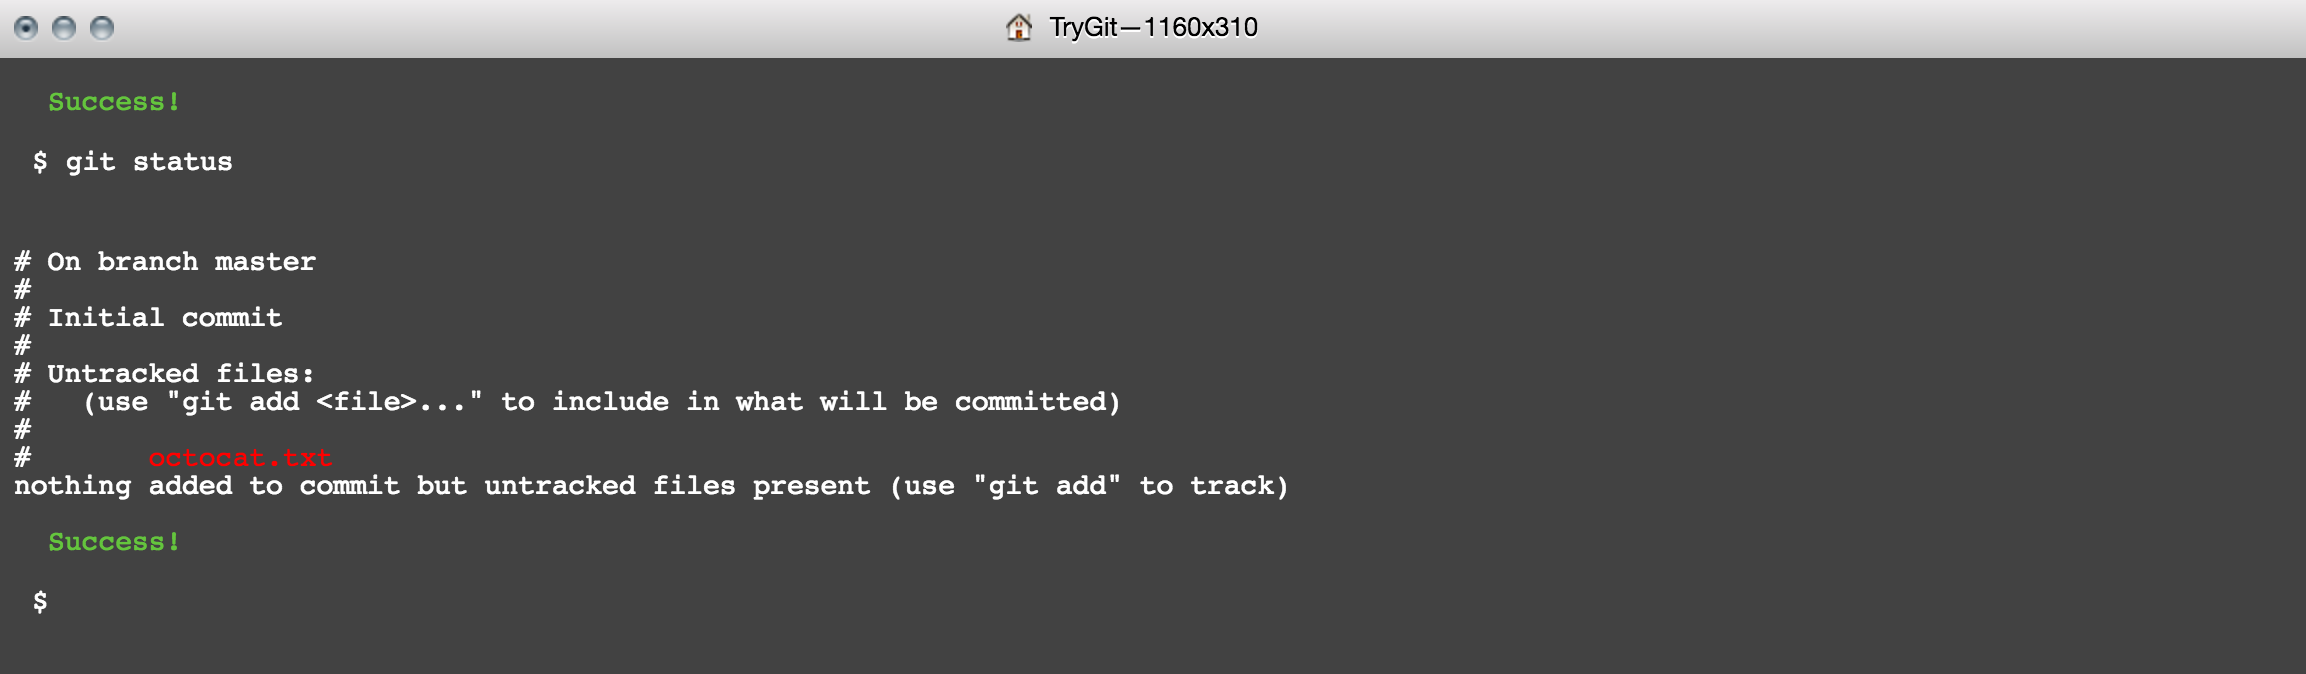 TryGit—1160x310
Success!
$ git status
# On branch master
#
# Initial commit
#
# Untracked files:
#   (use "git add <file>..." to include in what will be committed)
#
#       octocat.txt
nothing added to commit but untracked files present (use "git add" to track)
Success!
$